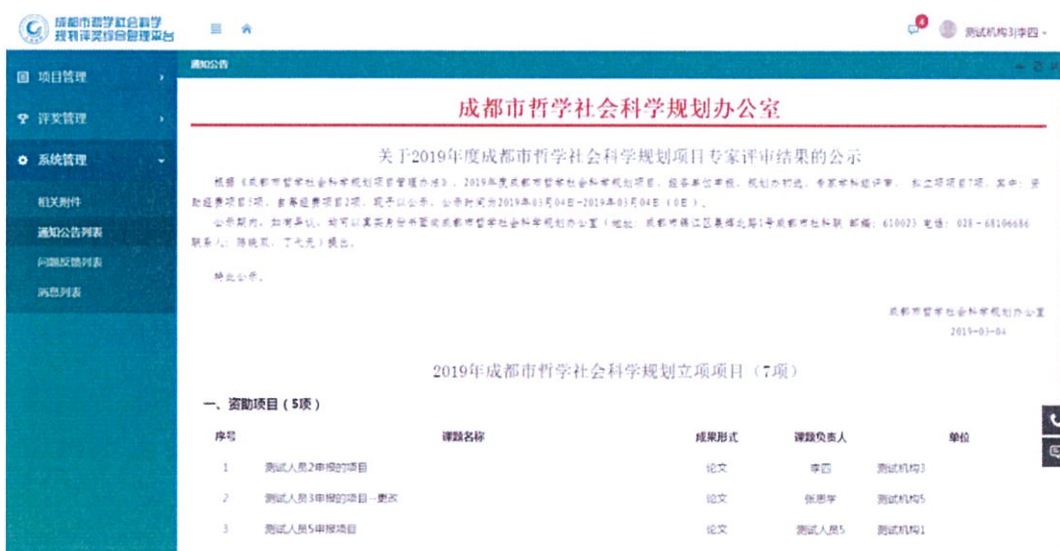 成都市哲学社会科学
规划评奖综合管理平台
4
测试机构3|李四
项目管理
评奖管理
系统管理
相关附件
通知公告列表
问题反馈列表
消息列表
通知公告
成都市哲学社会科学规划办公室
关于2019年度成都市哲学社会科学规划项目专家评审结果的公示
根据《成都市哲学社会科学规划项目管理办法》,2019年度成都市哲学社会科学规划项目,经各单位申报、规划办初选、专家学科组评审, 拟立项项目7项,其中:资
助经费项目5项,自筹经费项目2项,现予以公示,公示时间为2019年03月04日-2019年03月04日(0日)。
公示期内,如有异议,均可以真实身份书面向成都市哲学社会科学规划办公室(地址: 成都市锦江区晨辉北路1号成都市社科联 邮编:610023 电话:028-68106686
联系人:陈晓双、丁代元)提出。
特此公示。
成都市哲学社会科学规划办公室
2019-03-04
2019年成都市哲学社会科学规划立项项目(7项)
一、资助项目(5项)
序号 课题名称 成果形式 课题负责人 单位
1 测试人员2申报的项目 论文 李四 测试机构3
2 测试人员3申报的项目--更改 论文 张思学 测试机构5
3 测试人员5申报项目 论文 测试人员5 测试机构1